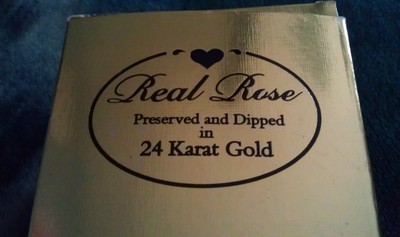 Real Rose
Preserved and Dipped
in
24 Karat Gold